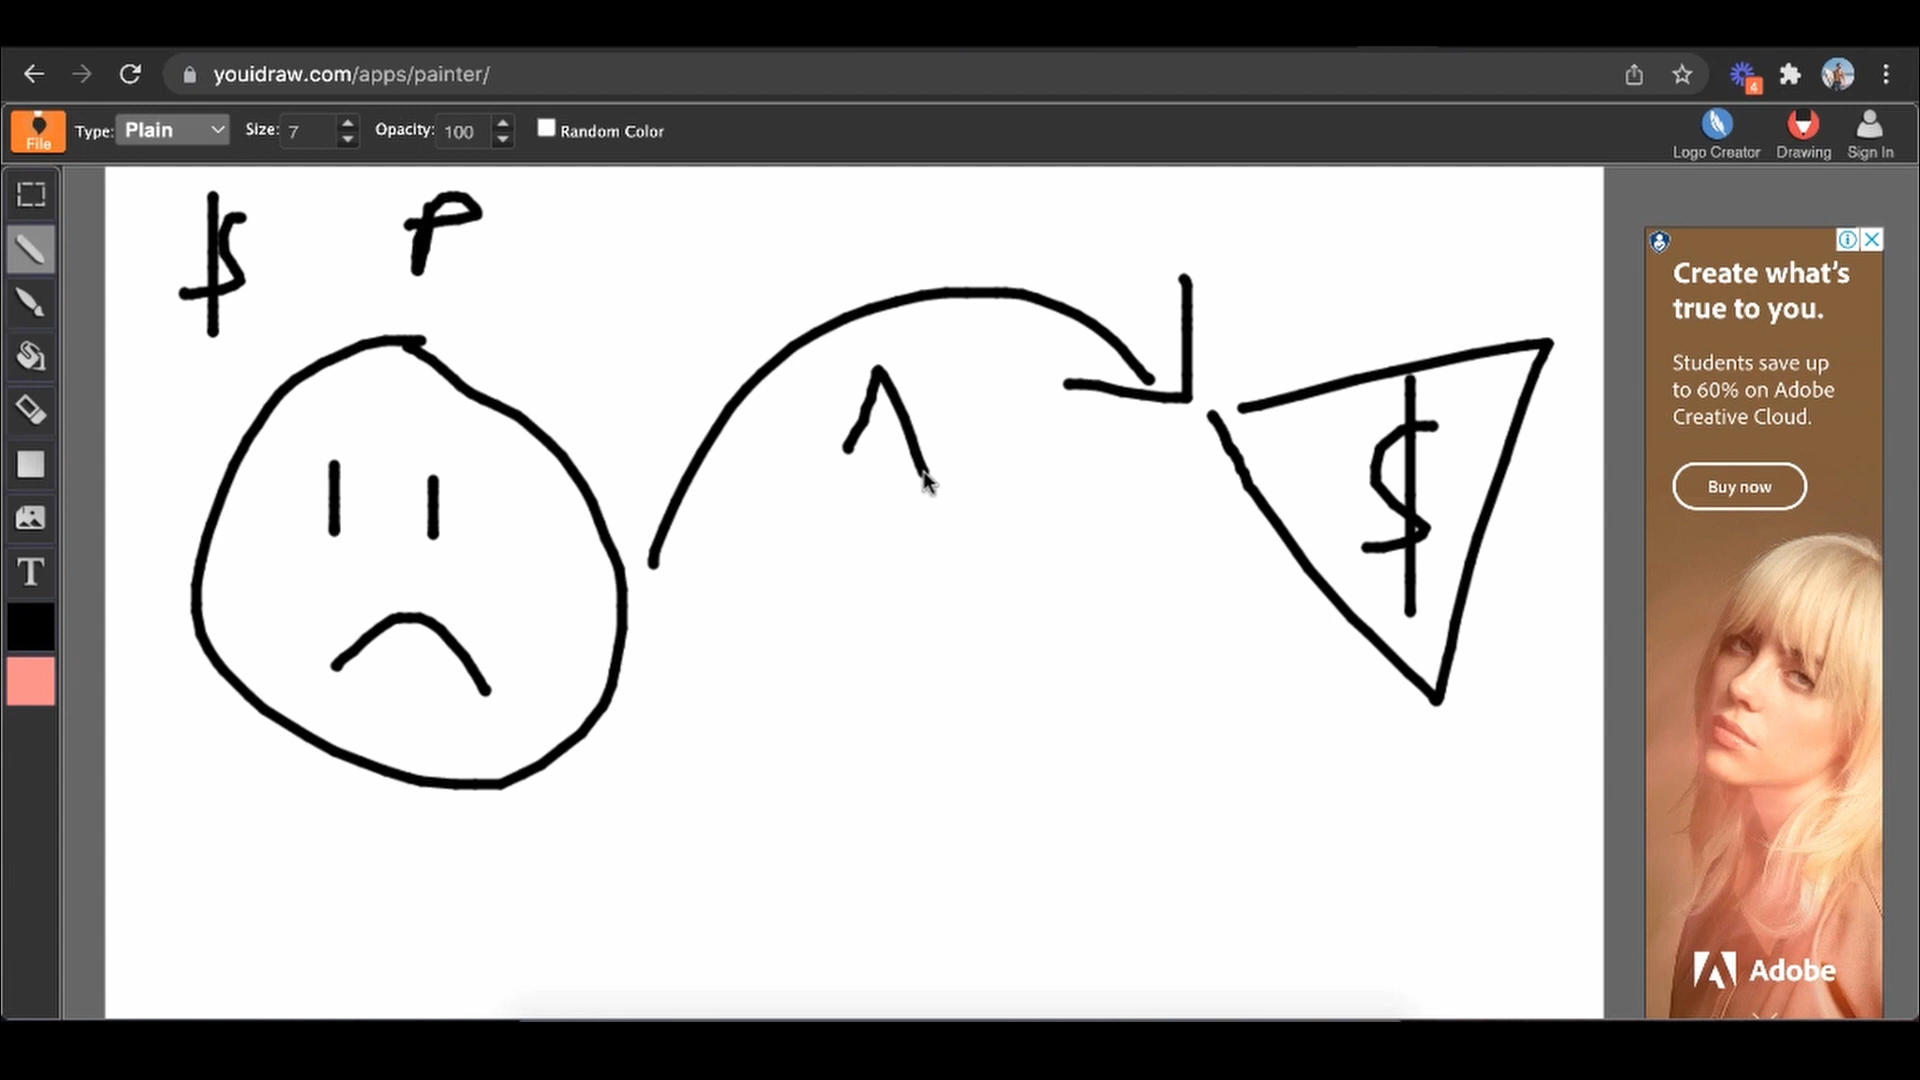 youidraw.com/apps/painter/
4
File
Type: Plain Size: 7 Opacity: 100 Random Color
Logo Creator Drawing Sign In
$ P
$
T
Create what's
true to you.
Students save up
to 60% on Adobe
Creative Cloud.
Buy now
Adobe